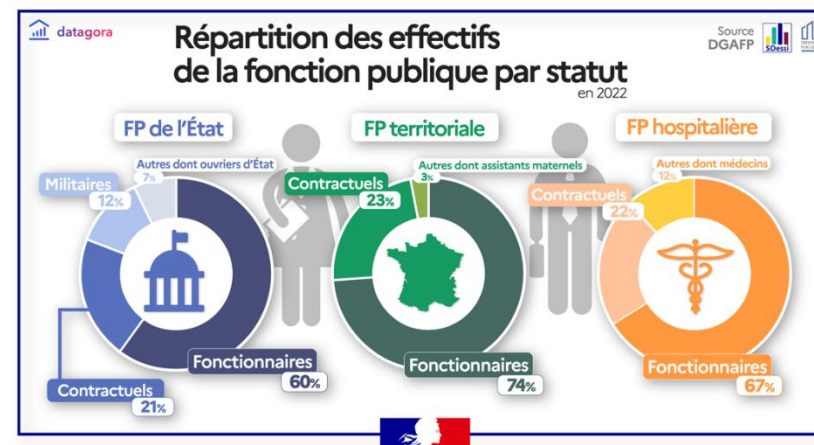 datagora
Répartition des effectifs
de la fonction publique par statut
en 2022
Source
DGAFP
SDessi
FP de l'État
FP territoriale
FP hospitalière
Autres dont ouvriers d'État
7%
Militaires
12%
Fonctionnaires
60%
Contractuels
21%
Autres dont assistants maternels
3%
Contractuels
23%
Fonctionnaires
74%
Autres dont médecins
12%
Contractuels
22%
Fonctionnaires
67%